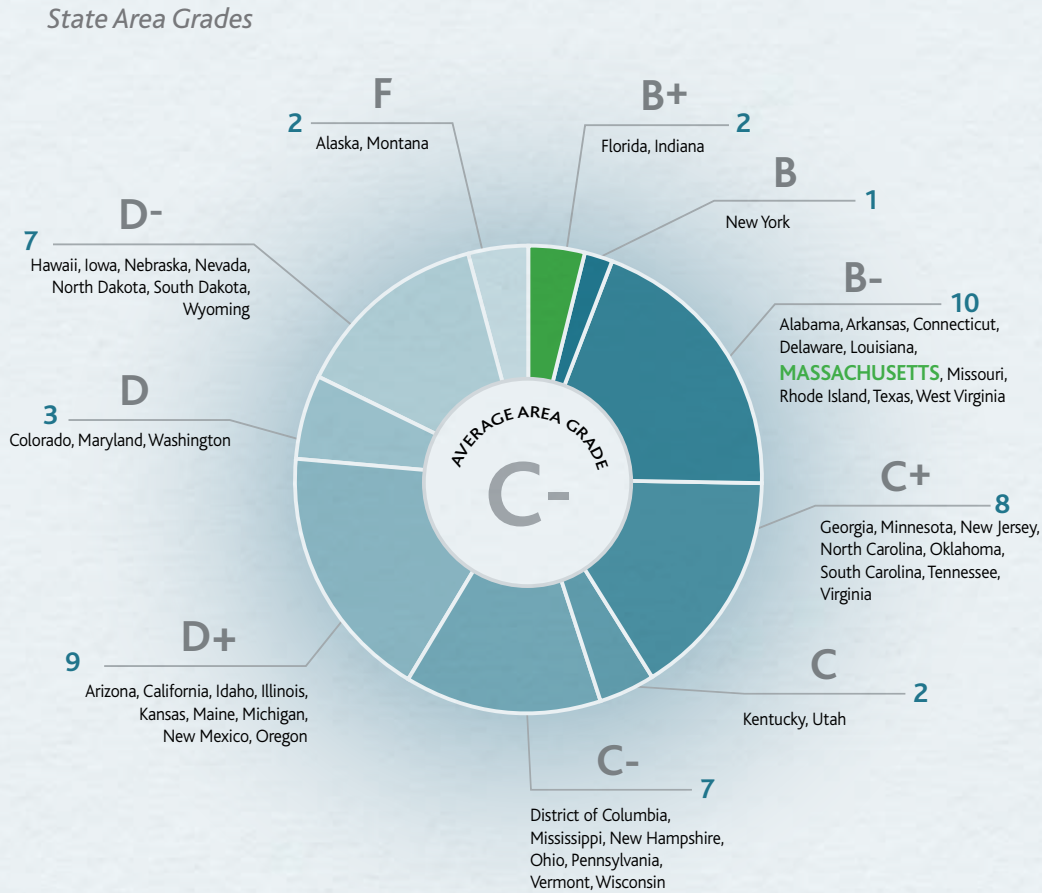 State Area Grades
F
2
Alaska, Montana
B+
2
Florida, Indiana
B
1
New York
B-
10
Alabama, Arkansas, Connecticut,
Delaware, Louisiana,
MASSACHUSETTS, Missouri,
Rhode Island, Texas, West Virginia
C+
8
Georgia, Minnesota, New Jersey,
North Carolina, Oklahoma,
South Carolina, Tennessee,
Virginia
C
2
Kentucky, Utah
C-
7
District of Columbia,
Mississippi, New Hampshire,
Ohio, Pennsylvania,
Vermont, Wisconsin
D+
9
Arizona, California, Idaho, Illinois,
Kansas, Maine, Michigan,
New Mexico, Oregon
D
3
Colorado, Maryland, Washington
D-
7
Hawaii, Iowa, Nebraska, Nevada,
North Dakota, South Dakota,
Wyoming
AVERAGE AREA GRADE
C-